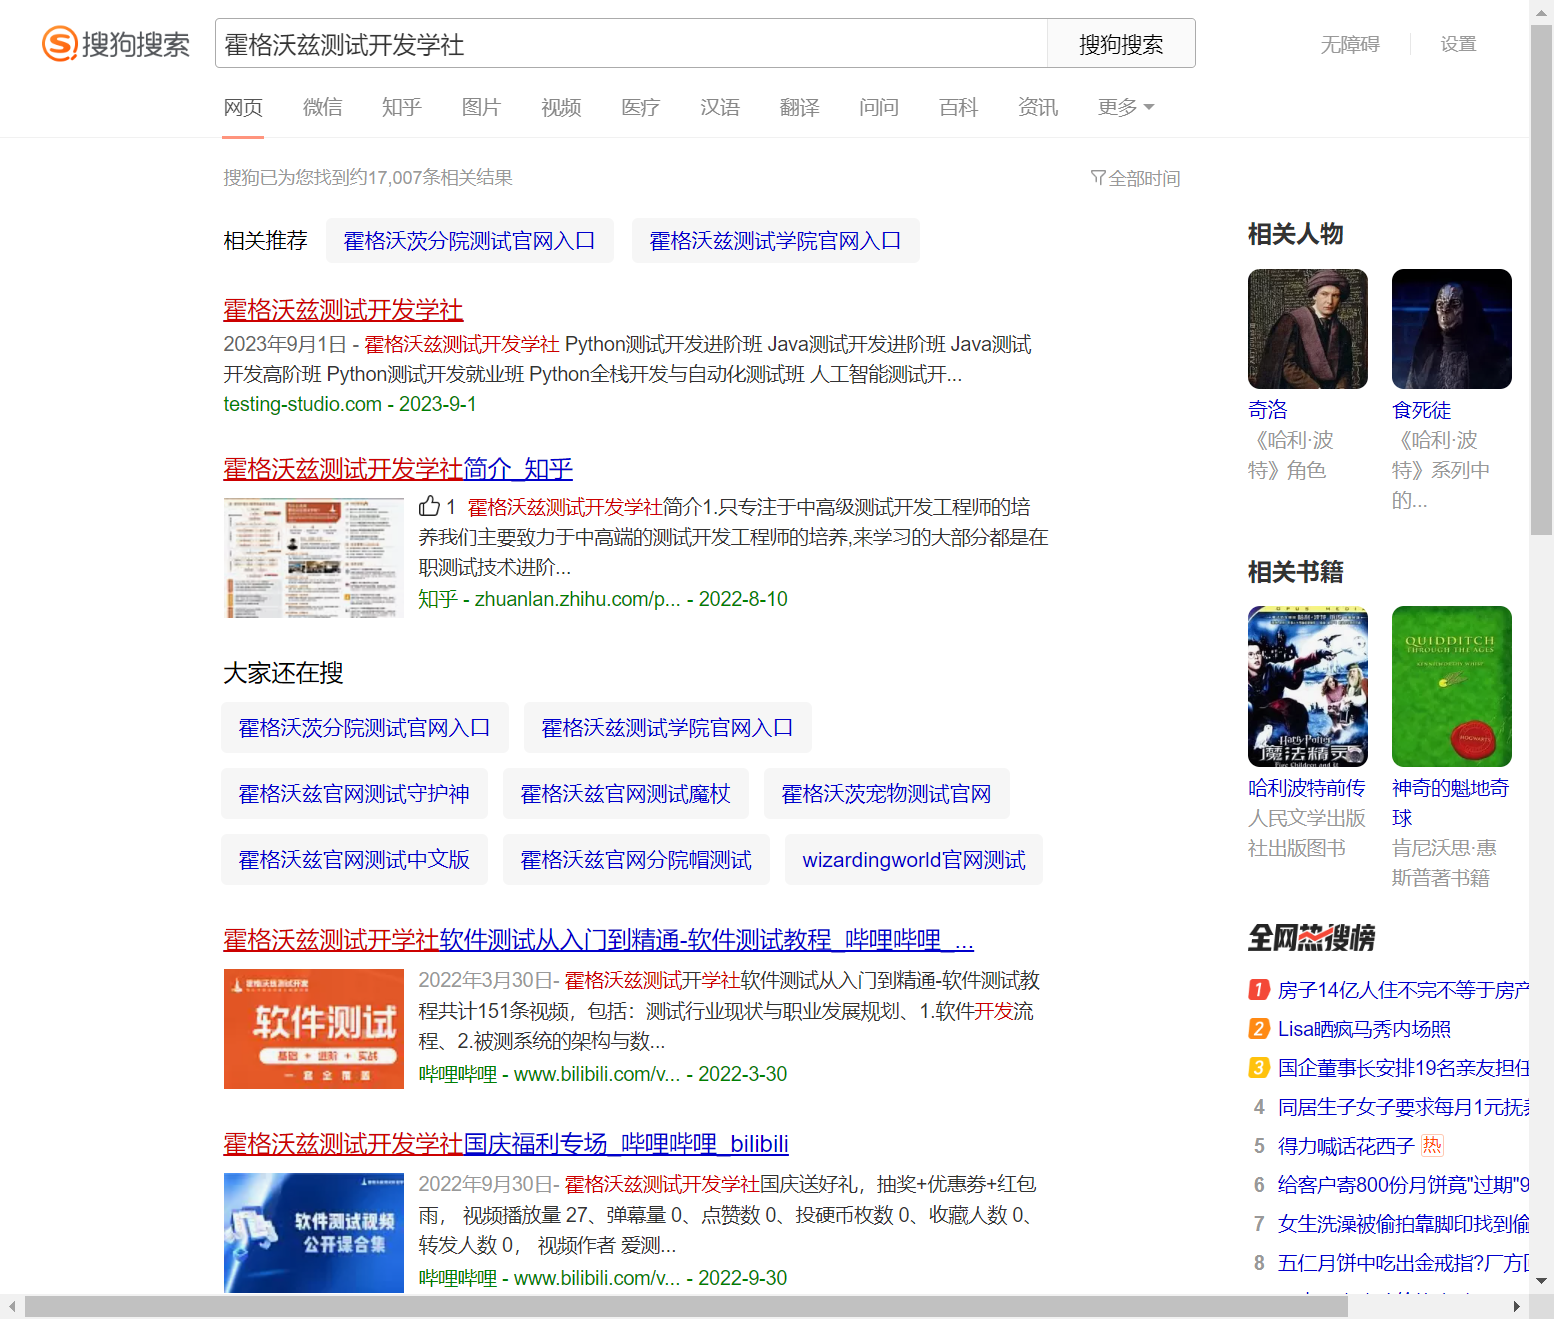 搜狗搜索
霍格沃兹测试开发学社
搜狗搜索
无障碍
设置
网页 微信 知乎 图片 视频 医疗 汉语 翻译 问问 百科 资讯 更多
搜狗已为您找到约17,007条相关结果
全部时间
相关推荐 霍格沃茨分院测试官网入口 霍格沃兹测试学院官网入口
霍格沃兹测试开发学社
2023年9月1日 - 霍格沃兹测试开发学社 Python测试开发进阶班 Java测试开发进阶班 Java测试
开发高阶班 Python测试开发就业班 Python全栈开发与自动化测试班 人工智能测试开...
testing-studio.com - 2023-9-1
霍格沃兹测试开发学社简介_知乎
1 霍格沃兹测试开发学社简介1.只专注于中高级测试开发工程师的培
养我们主要致力于中高端的测试开发工程师的培养,来学习的大部分都是在
职测试技术进阶...
知乎 - zhuanlan.zhihu.com/p... - 2022-8-10
大家还在搜
霍格沃茨分院测试官网入口 霍格沃兹测试学院官网入口
霍格沃兹官网测试守护神 霍格沃兹官网测试魔杖 霍格沃茨宠物测试官网
霍格沃兹官网测试中文版 霍格沃兹官网分院帽测试 wizardingworld官网测试
霍格沃兹测试开学社软件测试从入门到精通-软件测试教程_哔哩哔哩_...
霍格沃兹测试开发
软件测试
基础 + 进阶 + 实战
一套全覆盖
2022年3月30日- 霍格沃兹测试开学社软件测试从入门到精通-软件测试教
程共计151条视频，包括：测试行业现状与职业发展规划、1.软件开发流
程、2.被测系统的架构与数...
哔哩哔哩 - www.bilibili.com/v... - 2022-3-30
霍格沃兹测试开发学社国庆福利专场_哔哩哔哩_bilibili
软件测试视频
公开课合集
2022年9月30日- 霍格沃兹测试开发学社国庆送好礼，抽奖+优惠劵+红包
雨， 视频播放量 27、弹幕量 0、点赞数 0、投硬币枚数 0、收藏人数 0、
转发人数 0， 视频作者 爱测...
哔哩哔哩 - www.bilibili.com/v... - 2022-9-30
相关人物
奇洛
《哈利·波
特》角色
食死徒
《哈利·波
特》系列中
的...
相关书籍
OPUS MEDI
Harry Potter
魔法精灵
Five Children and It
哈利波特前传
人民文学出版
社出版图书
QUIDDITCH
THROUGH THE AGES
KENNILWORTHY WHISP
HOGWARTS
神奇的魁地奇
球
肯尼沃思·惠
斯普著书籍
全网热搜榜
1 房子14亿人住不完不等于房产
2 Lisa晒疯马秀内场照
3 国企董事长安排19名亲友担任
4 同居生子女子要求每月1元抚养
5 得力喊话花西子 热
6 给客户寄800份月饼竟"过期"9
7 女生洗澡被偷拍靠脚印找到偷
8 五仁月饼中吃出金戒指?厂方回